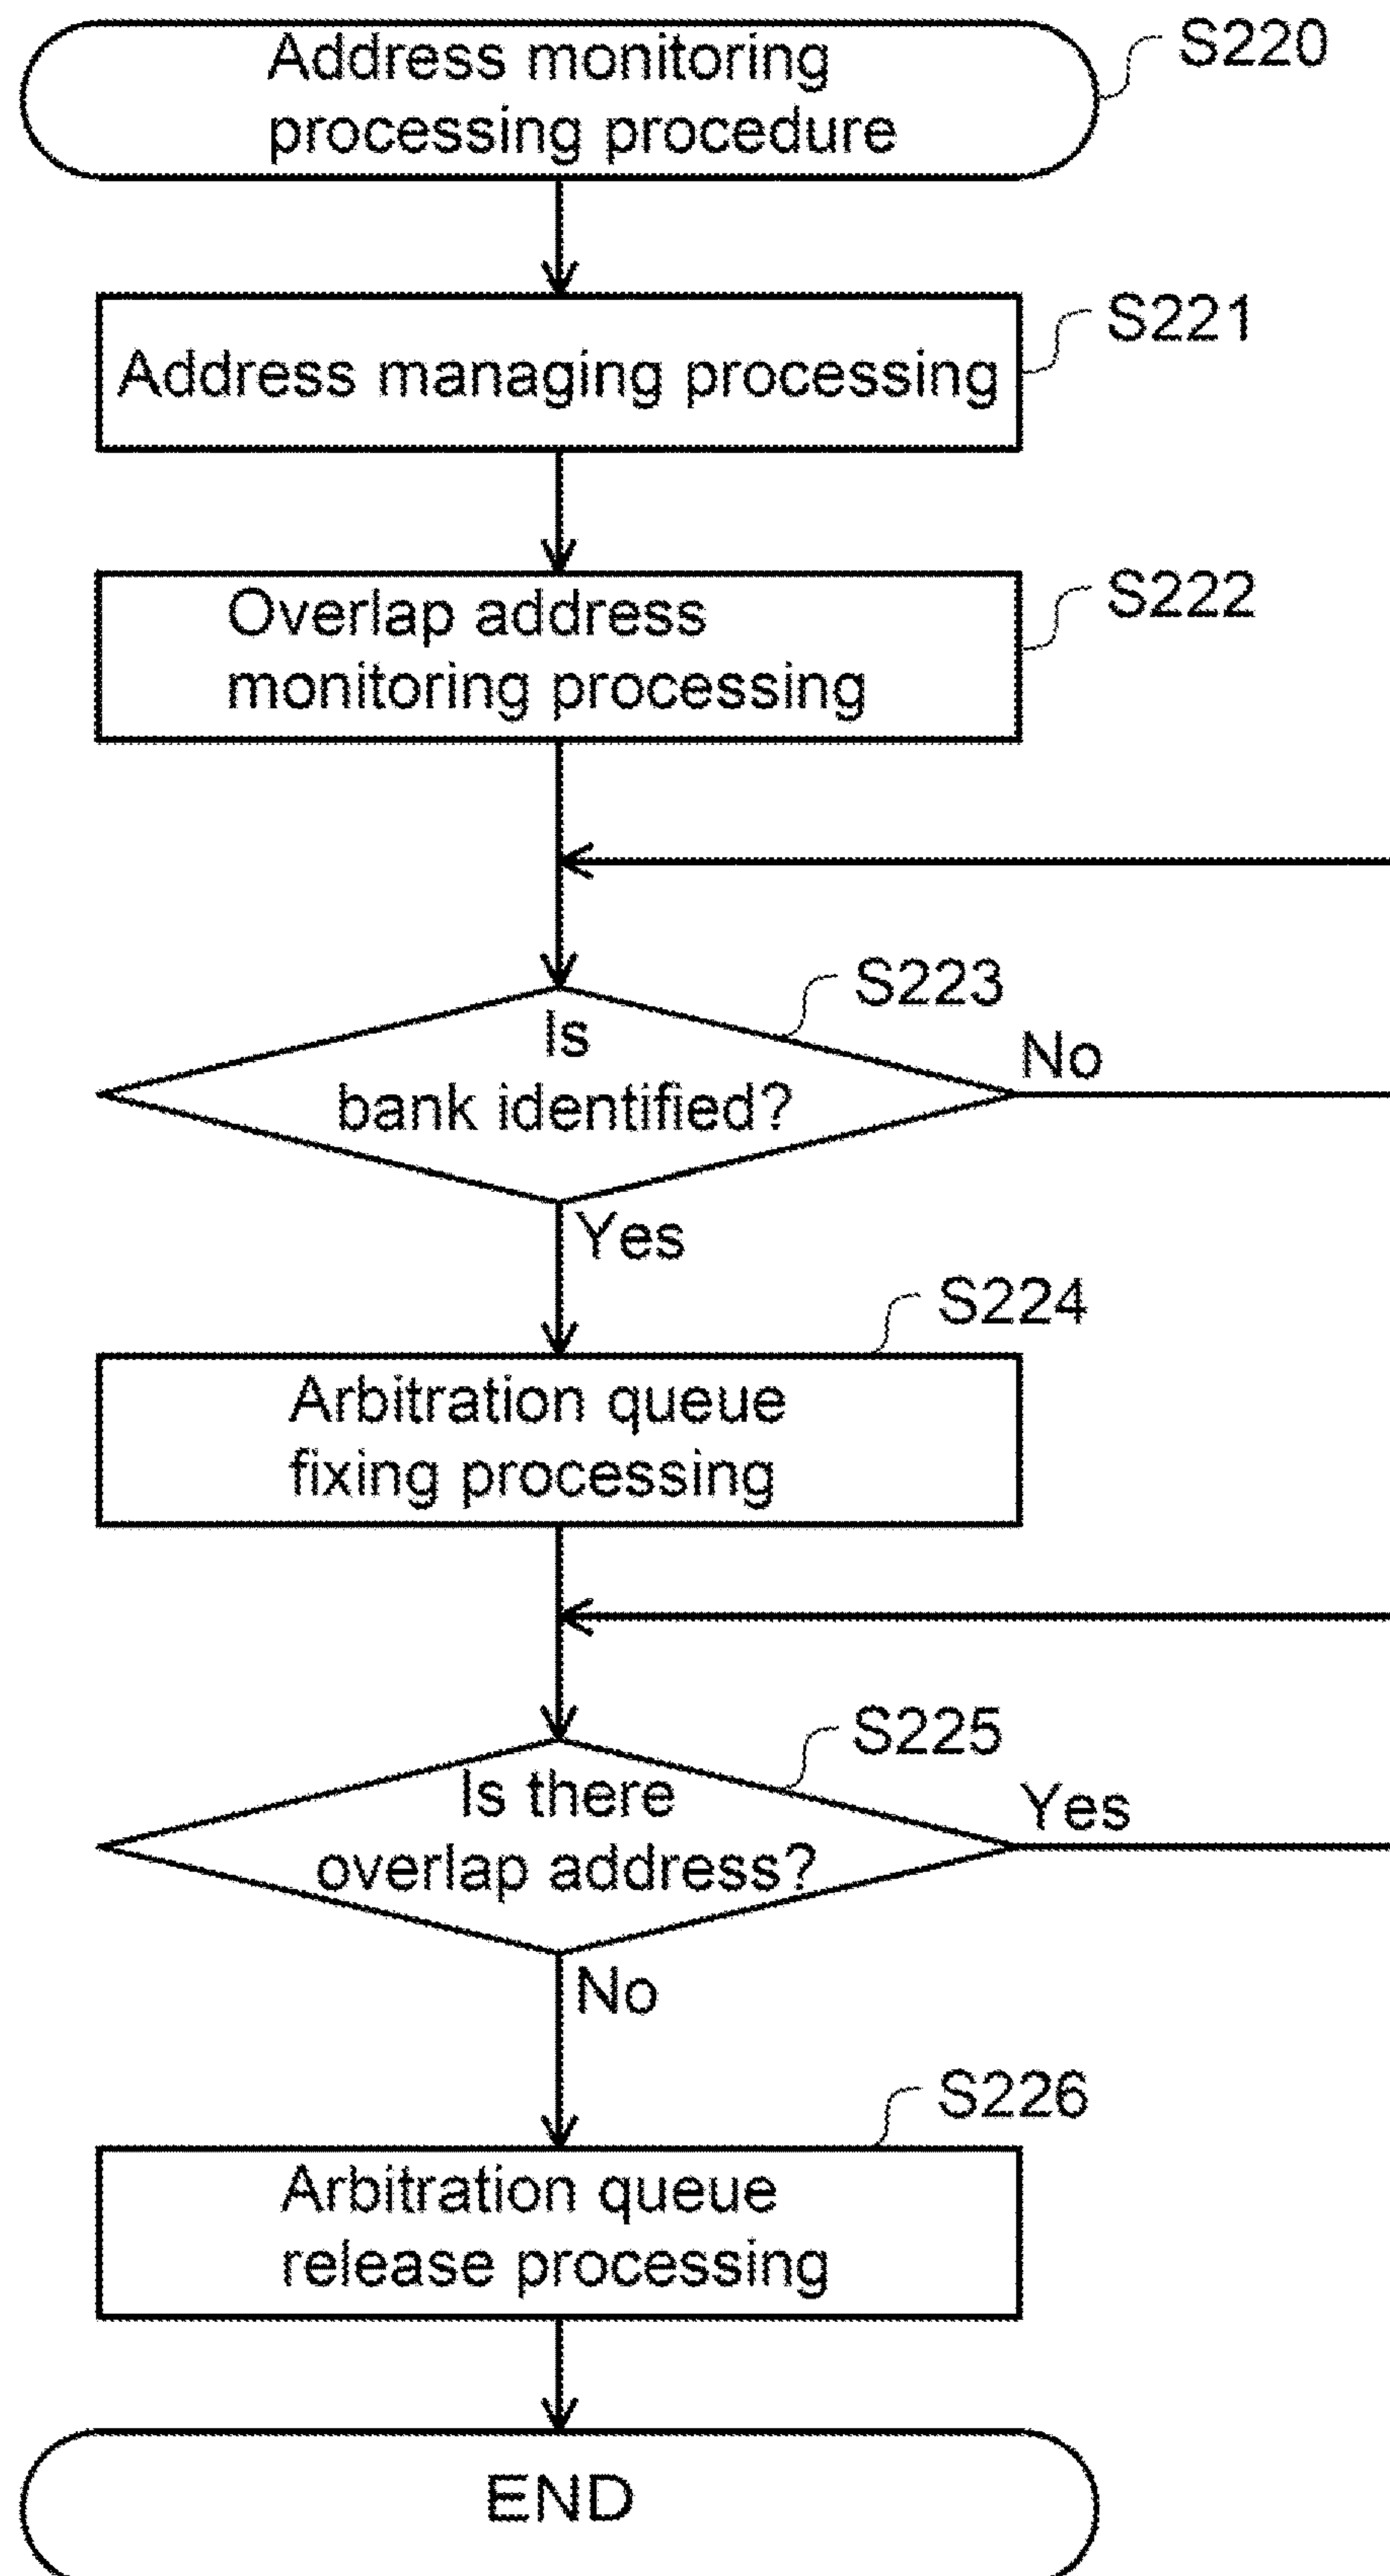 Address monitoring
processing procedure
S220
Address managing processing
S221
Overlap address
monitoring processing
S222
Is
bank identified?
S223
No
Yes
Arbitration queue
fixing processing
S224
Is there
overlap address?
S225
Yes
No
Arbitration queue
release processing
S226
END